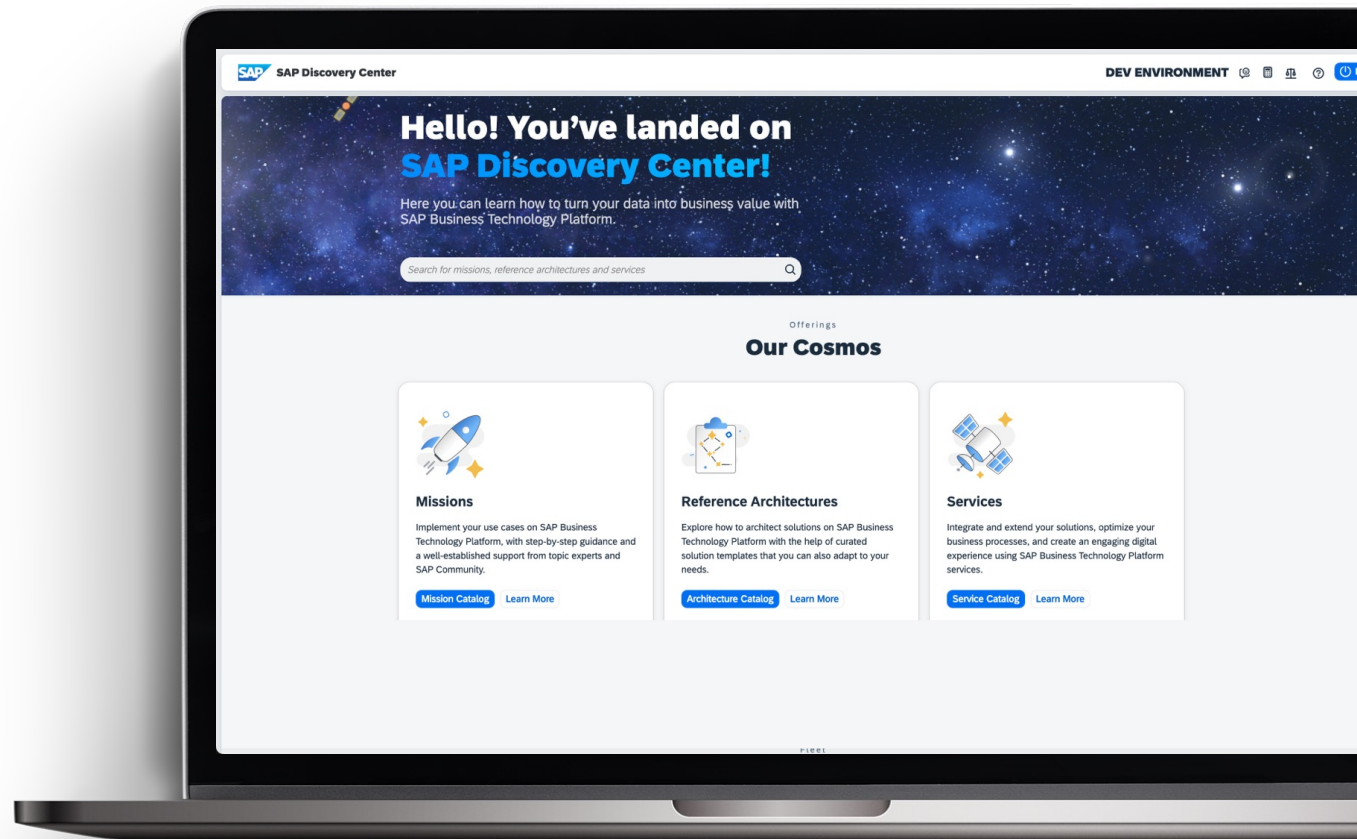 SAP SAP Discovery Center
DEV ENVIRONMENT
Hello! You’ve landed on
SAP Discovery Center!
Here you can learn how to turn your data into business value with
SAP Business Technology Platform.
Search for missions, reference architectures and services
Offerings
Our Cosmos
Missions
Implement your use cases on SAP Business
Technology Platform, with step-by-step guidance and
a well-established support from topic experts and
SAP Community.
Mission Catalog Learn More
Reference Architectures
Explore how to architect solutions on SAP Business
Technology Platform with the help of curated
solution templates that you can also adapt to your
needs.
Architecture Catalog Learn More
Services
Integrate and extend your solutions, optimize your
business processes, and create an engaging digital
experience using SAP Business Technology Platform
services.
Service Catalog Learn More
Fleet